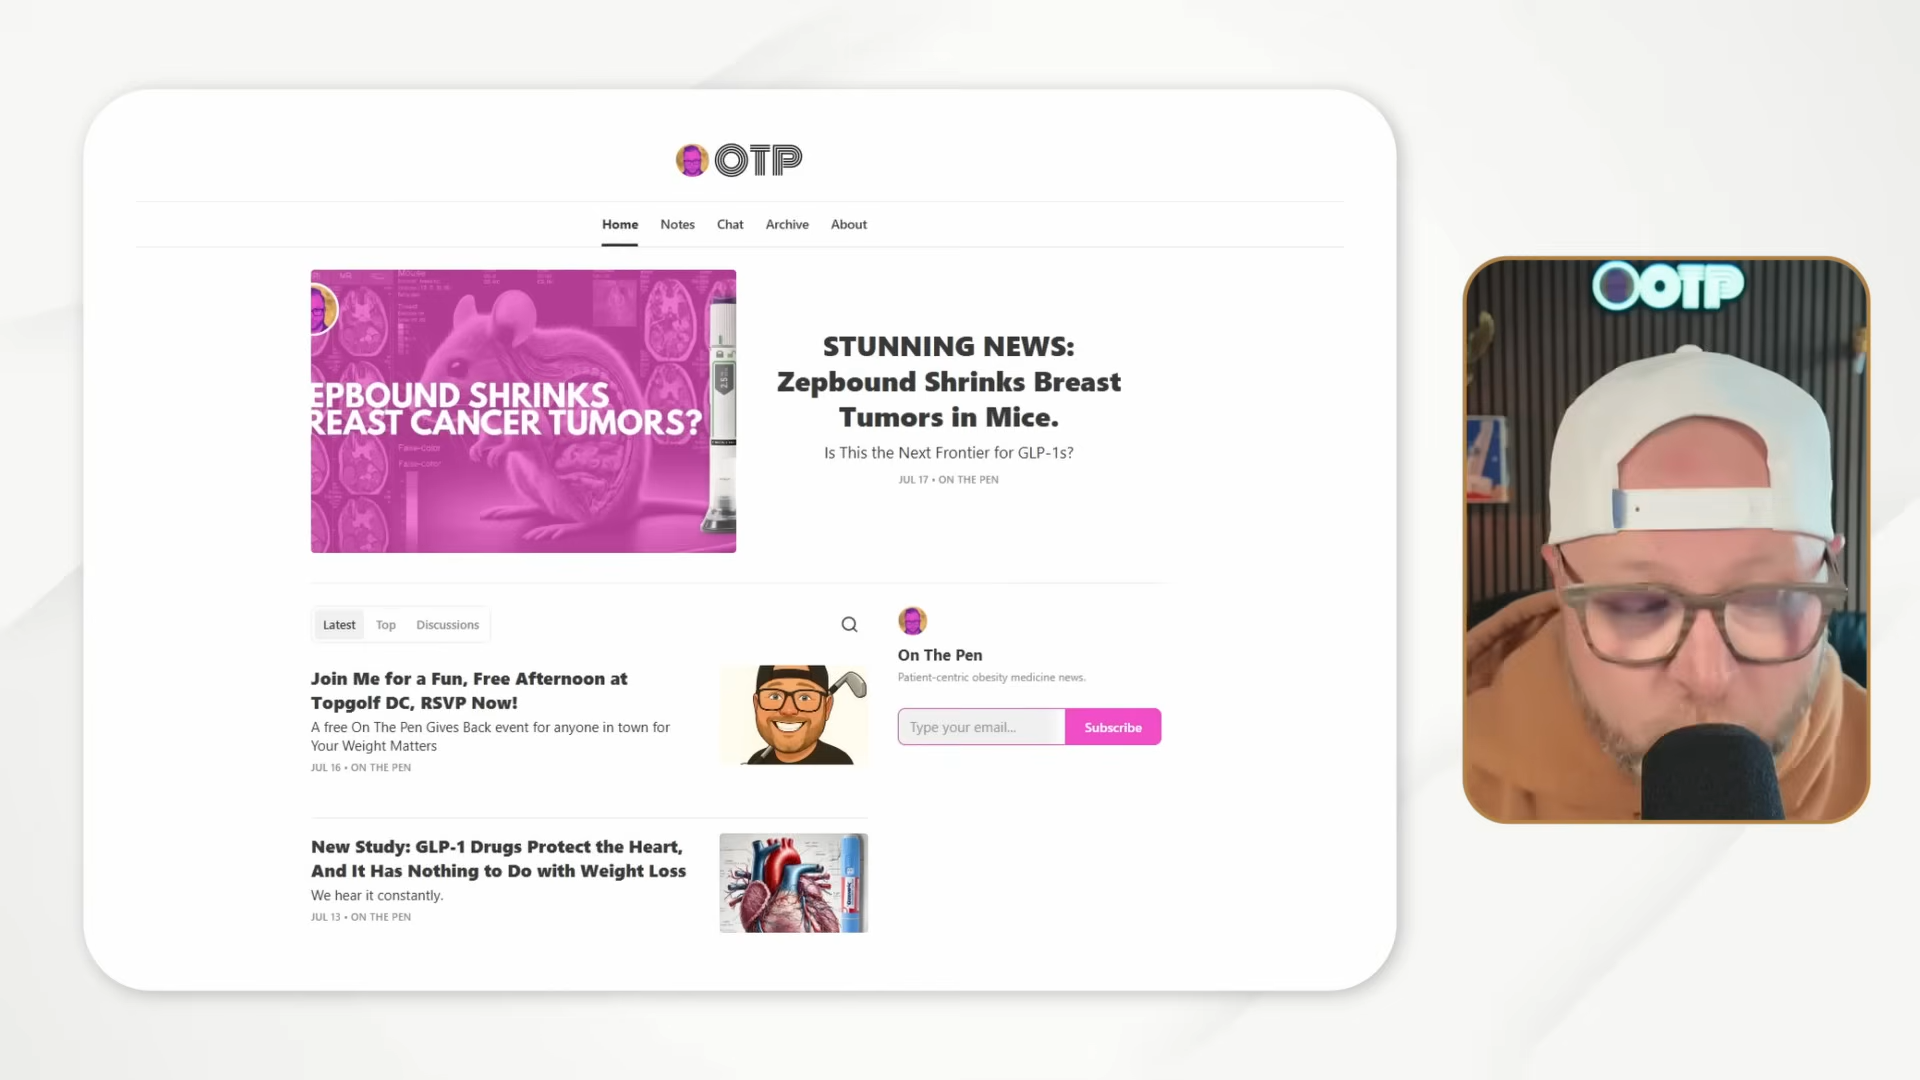 OTP
Home Notes Chat Archive About
EPBOUND SHRINKS
REAST CANCER TUMORS?
STUNNING NEWS:
Zepbound Shrinks Breast
Tumors in Mice.
Is This the Next Frontier for GLP-1s?
JUL 17 • ON THE PEN
Latest Top Discussions
Join Me for a Fun, Free Afternoon at
Topgolf DC, RSVP Now!
A free On The Pen Gives Back event for anyone in town for
Your Weight Matters
JUL 16 • ON THE PEN
New Study: GLP-1 Drugs Protect the Heart,
And It Has Nothing to Do with Weight Loss
We hear it constantly.
JUL 13 • ON THE PEN
On The Pen
Patient-centric obesity medicine news.
Type your email...
Subscribe
OTP